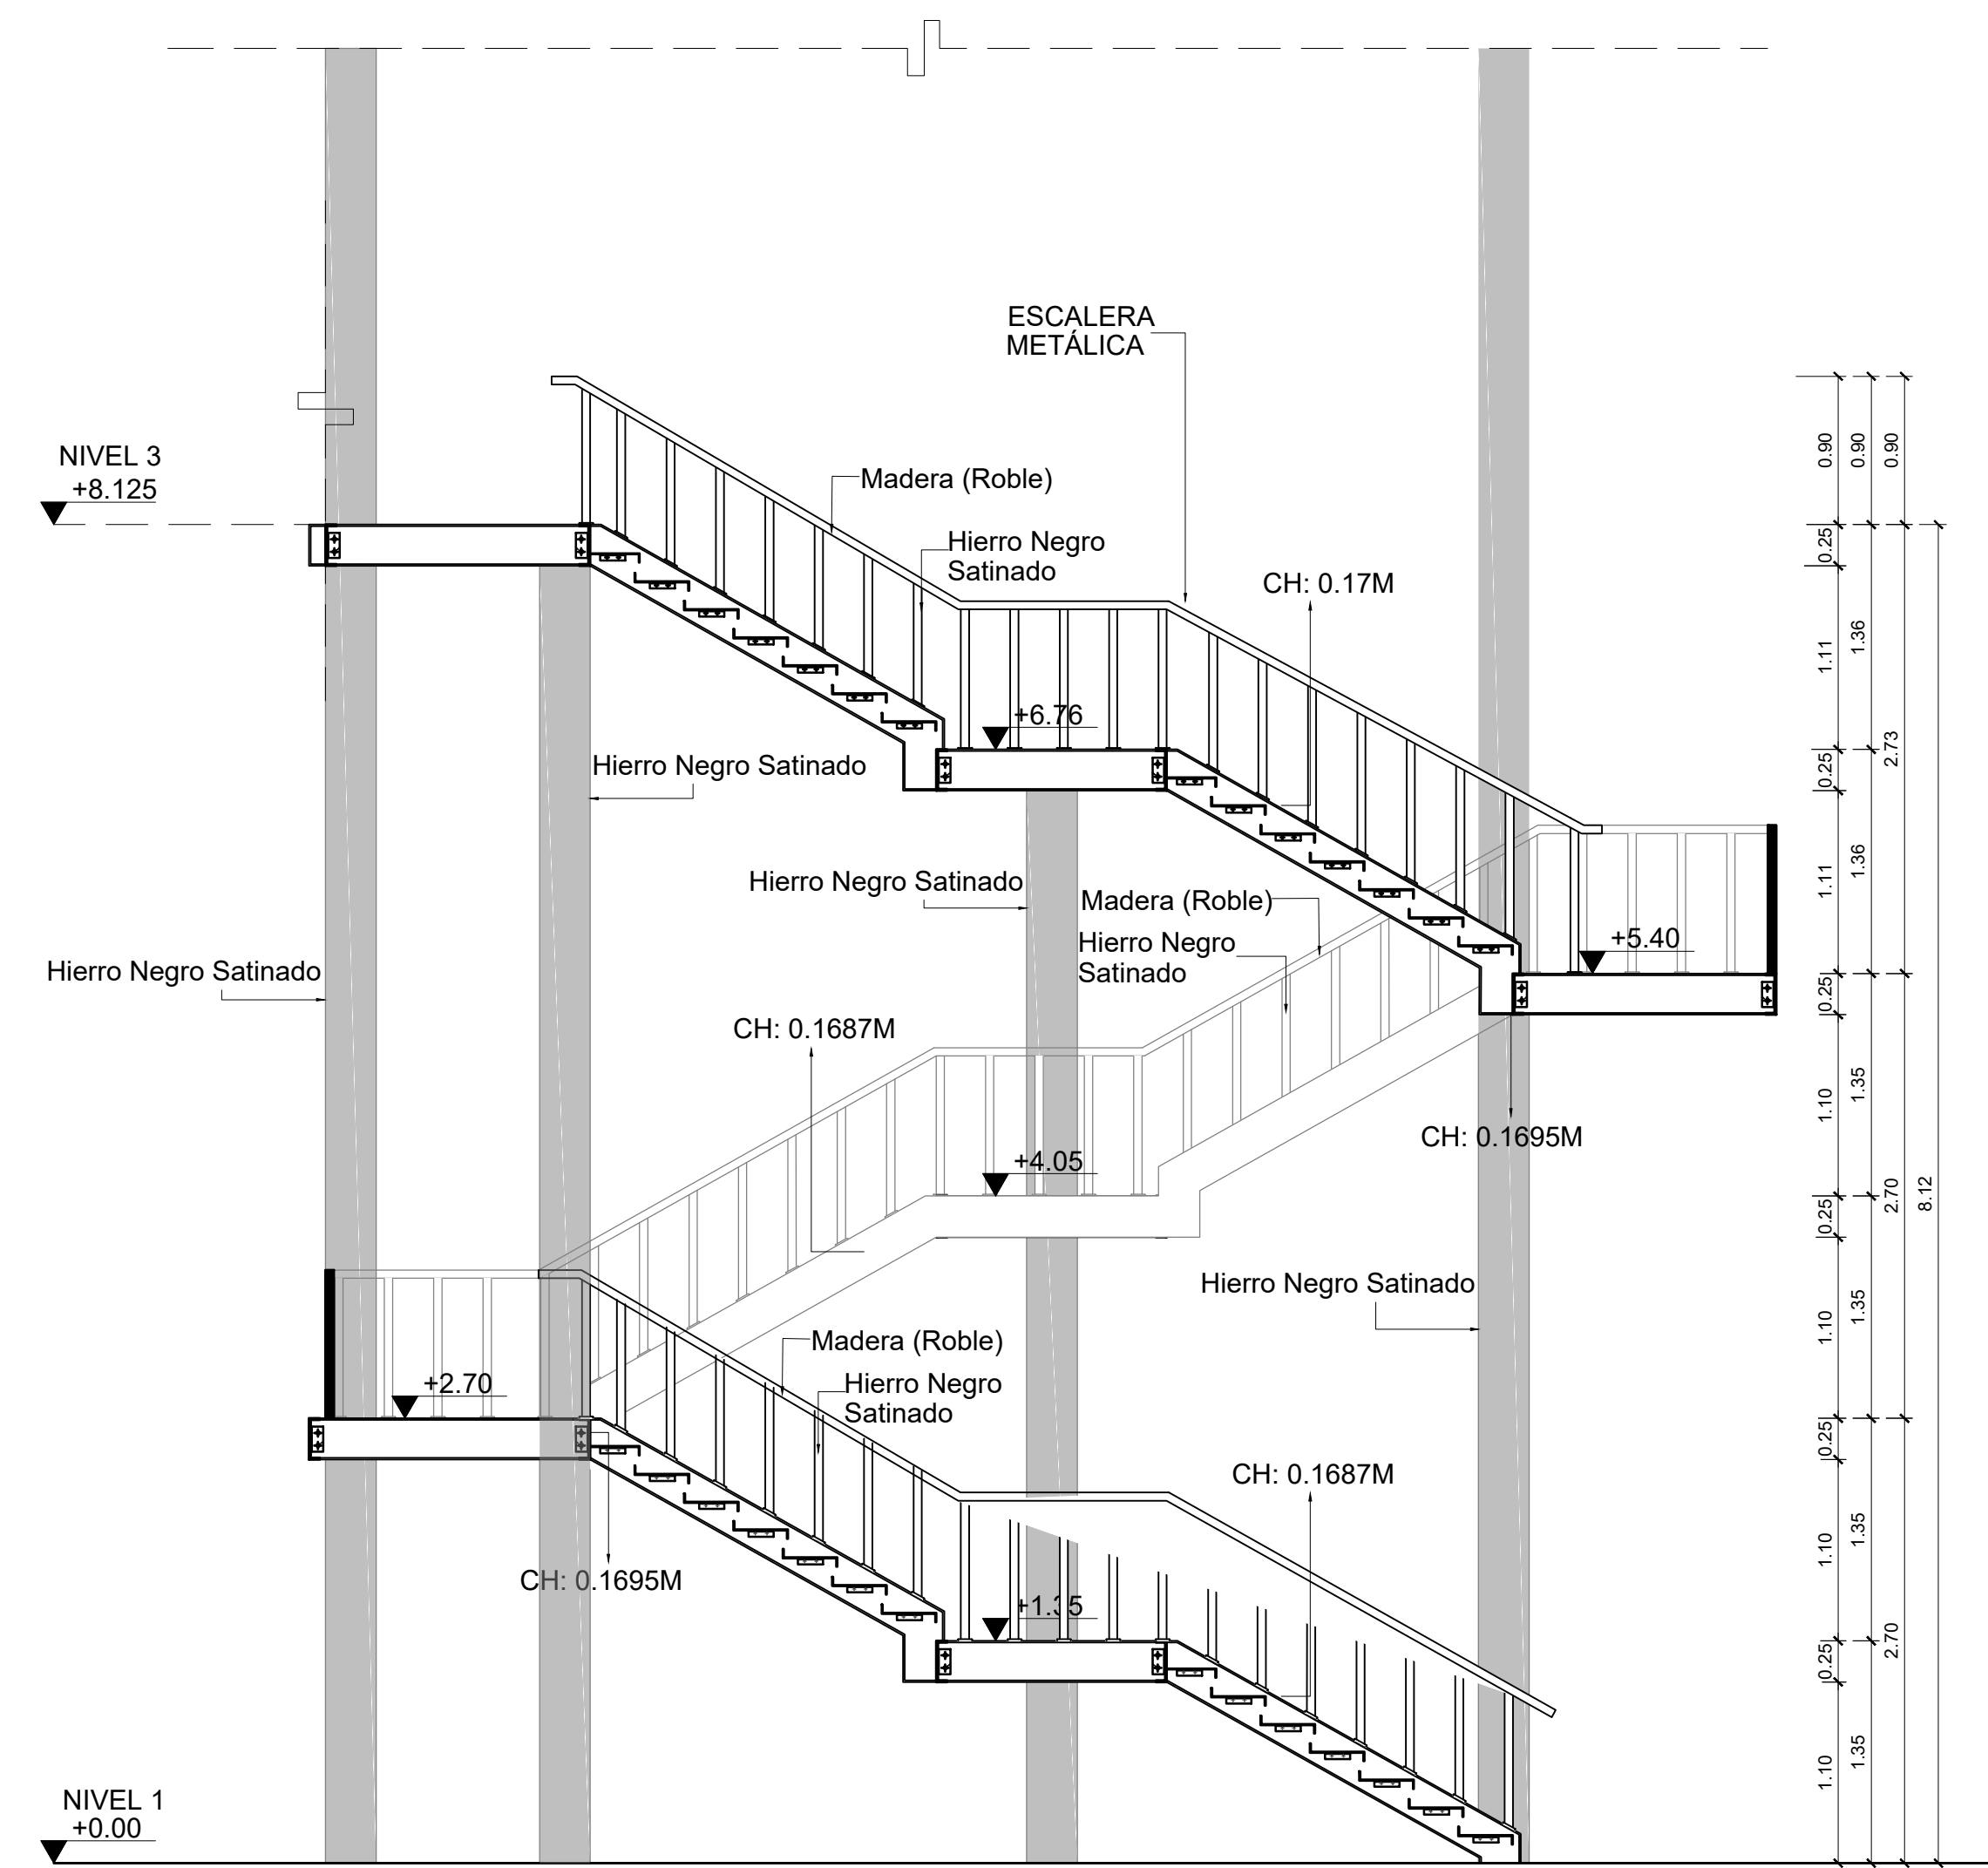 ESCALERA
METÁLICA
NIVEL 3
+8.125
Madera (Roble)
Hierro Negro
Satinado
CH: 0.17M
+6.76
Hierro Negro Satinado
Hierro Negro Satinado
Madera (Roble)
Hierro Negro
Satinado
+5.40
Hierro Negro Satinado
CH: 0.1687M
CH: 0.1695M
+4.05
Hierro Negro Satinado
Madera (Roble)
Hierro Negro
Satinado
+2.70
CH: 0.1687M
CH: 0.1695M
+1.35
NIVEL 1
+0.00
0.90
0.25
1.11
0.25
1.11
0.25
1.10
0.25
1.10
0.25
1.10
0.25
1.10
0.90
1.36
1.36
1.35
1.35
1.35
1.35
0.90
2.73
2.70
2.70
8.12